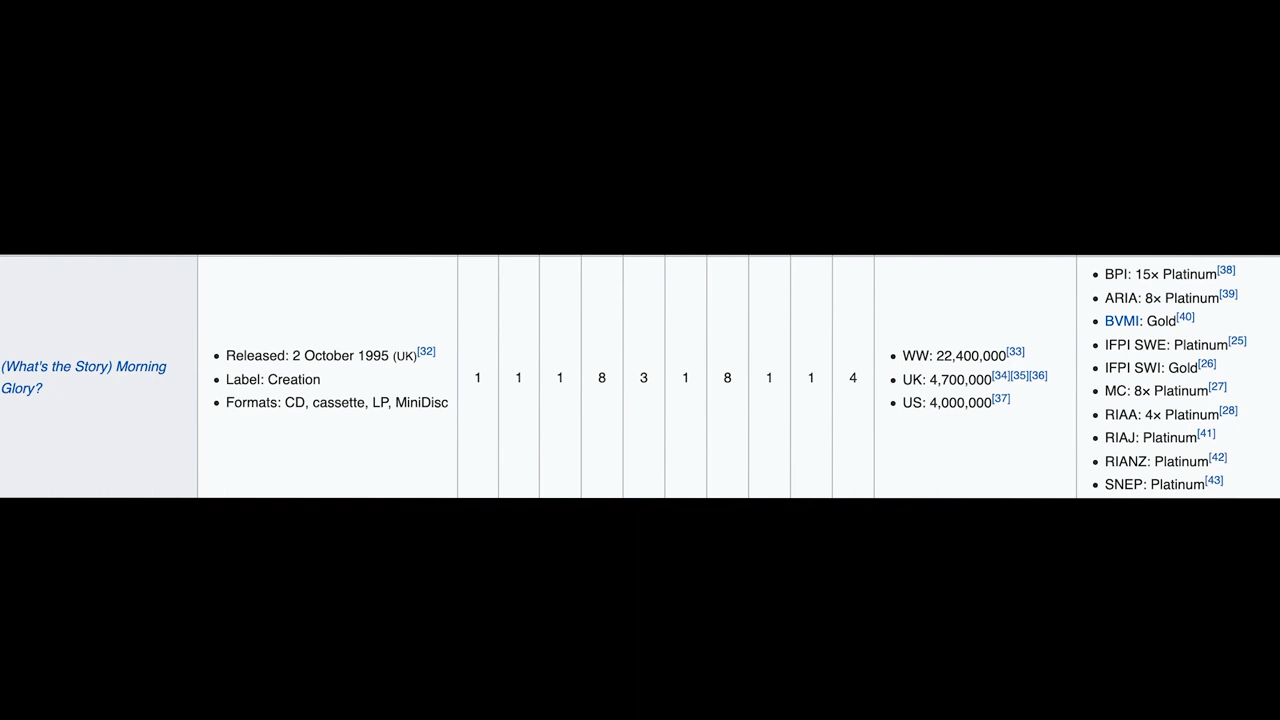 (What's the Story) Morning
Glory?
• Released: 2 October 1995 (UK)[32]
• Label: Creation
• Formats: CD, cassette, LP, MiniDisc
1 1 1 8 3 1 8 1 1 4
• WW: 22,400,000[33]
• UK: 4,700,000[34][35][36]
• US: 4,000,000[37]
• BPI: 15× Platinum[38]
• ARIA: 8× Platinum[39]
• BVMI: Gold[40]
• IFPI SWE: Platinum[25]
• IFPI SWI: Gold[26]
• MC: 8× Platinum[27]
• RIAA: 4× Platinum[28]
• RIAJ: Platinum[41]
• RIANZ: Platinum[42]
• SNEP: Platinum[43]